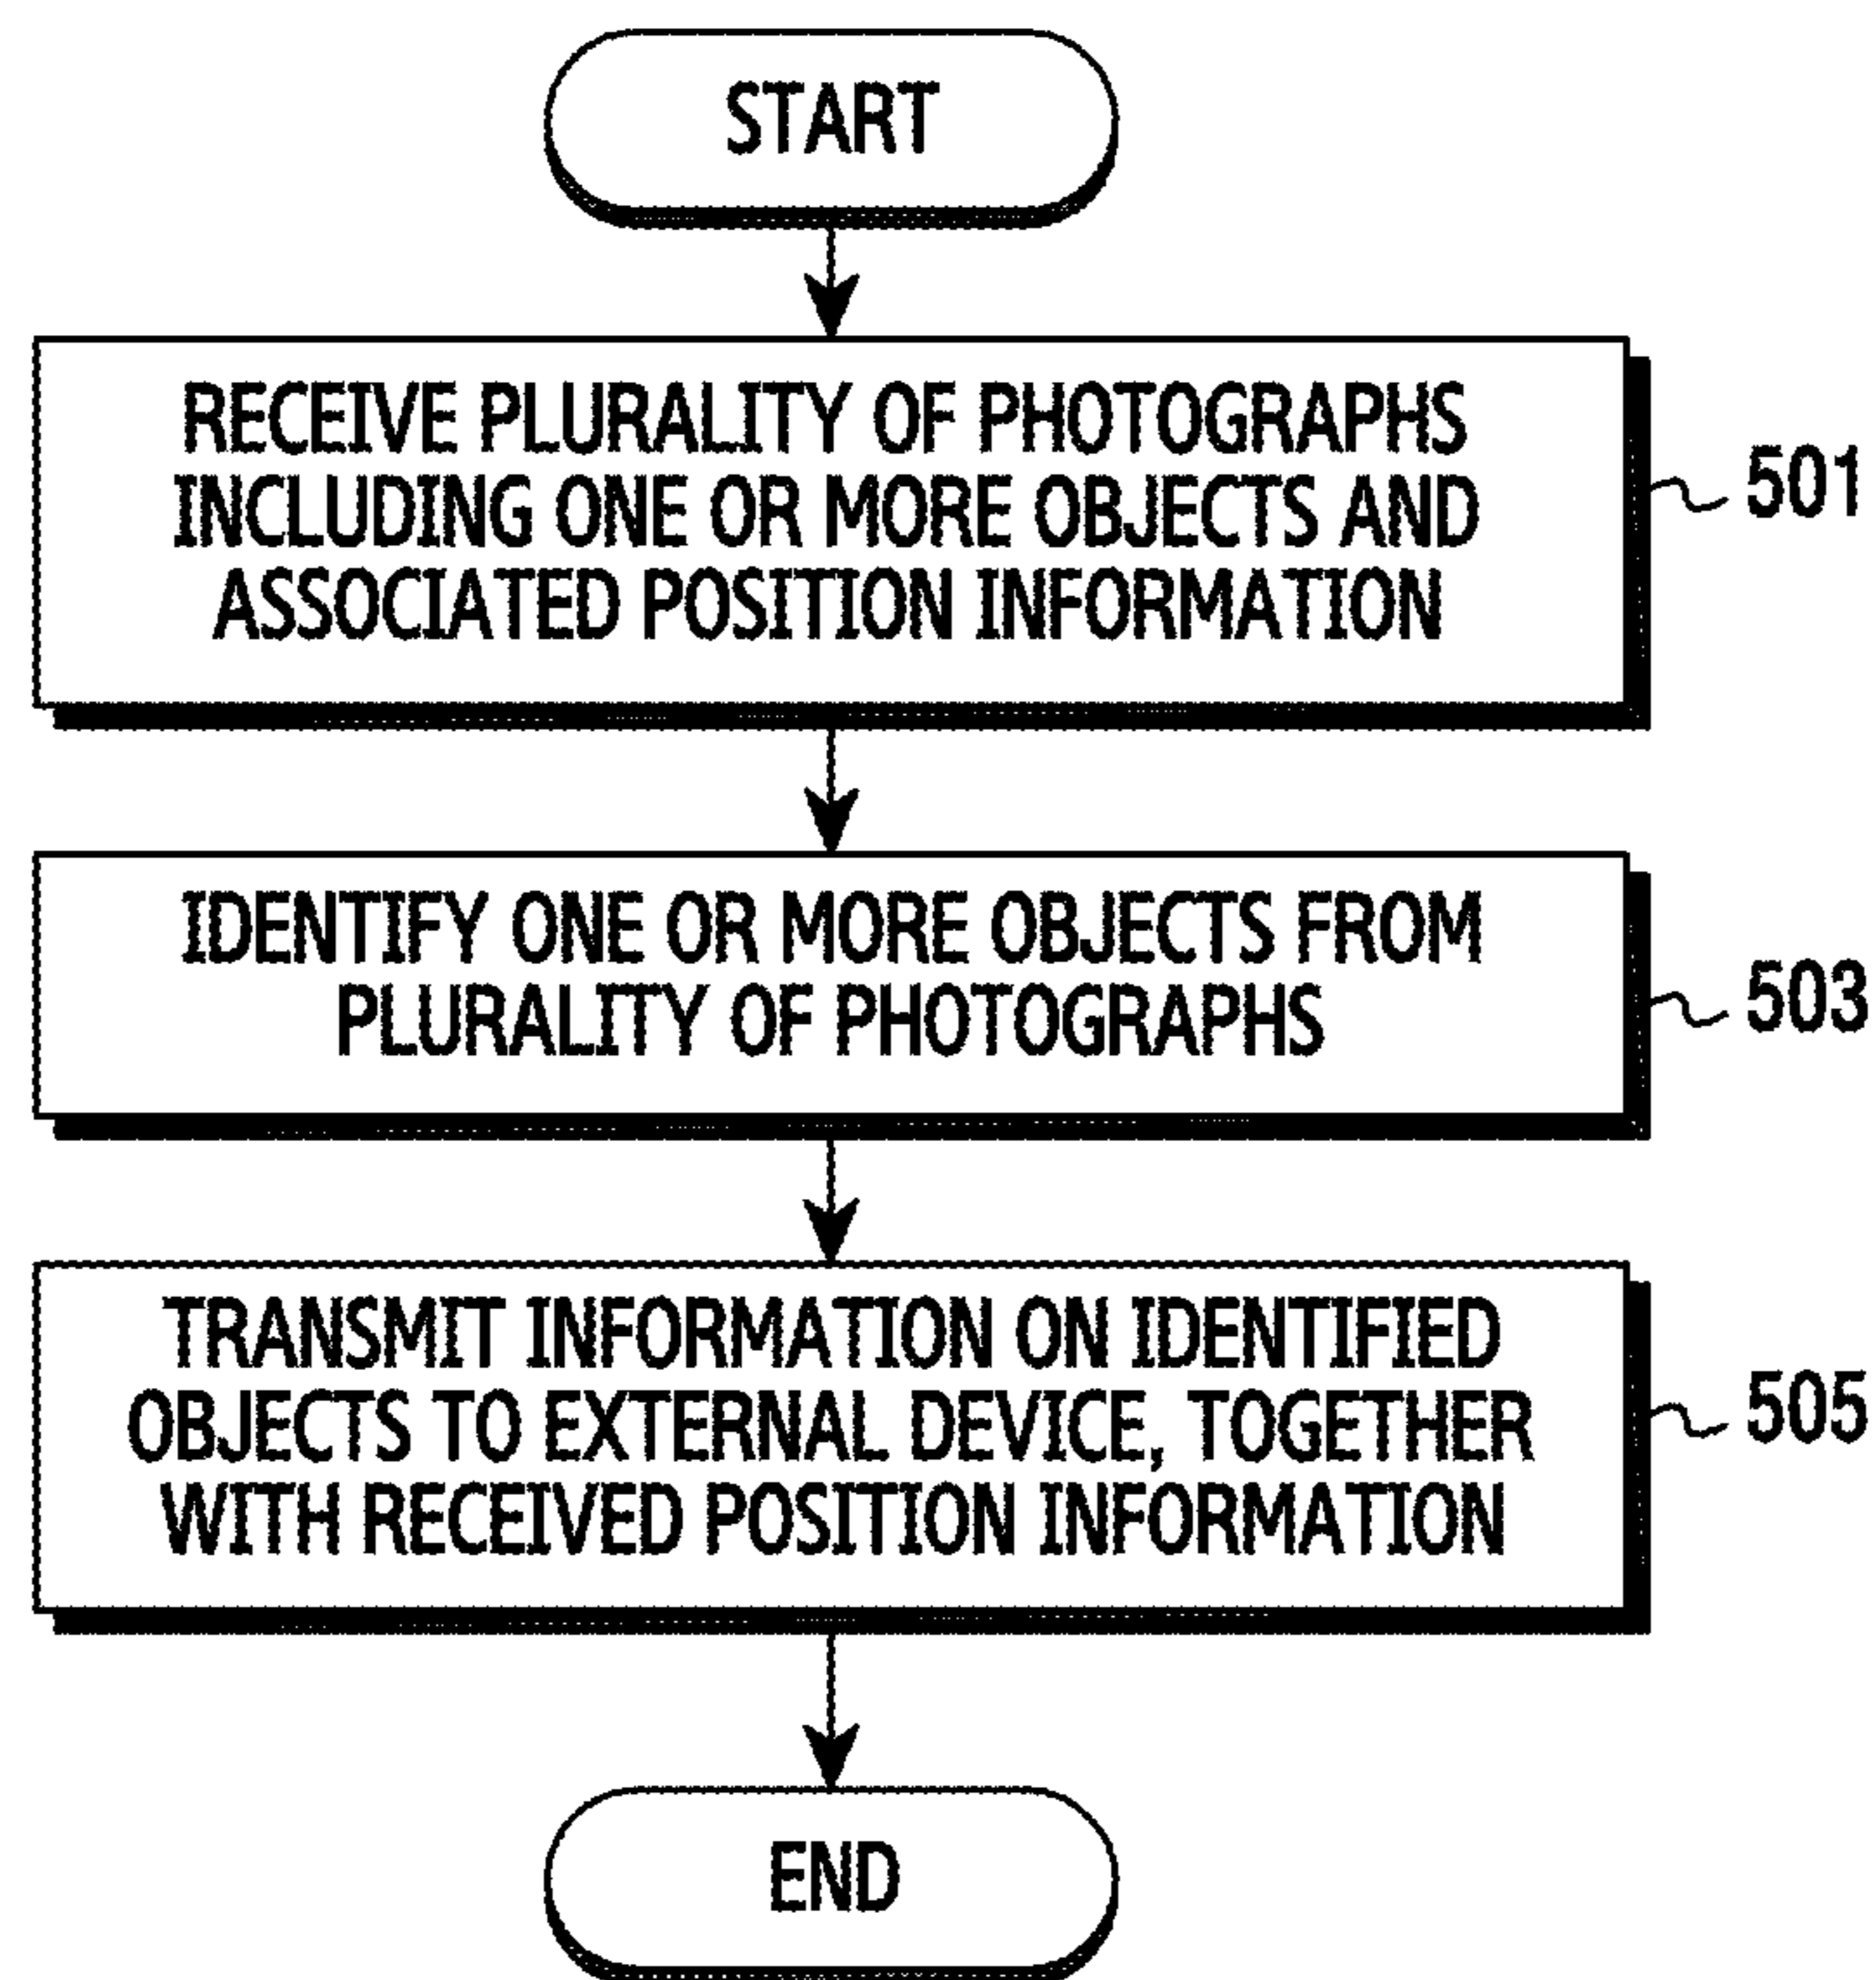 START
RECEIVE PLURALITY OF PHOTOGRAPHS
INCLUDING ONE OR MORE OBJECTS AND
ASSOCIATED POSITION INFORMATION
501
IDENTIFY ONE OR MORE OBJECTS FROM
PLURALITY OF PHOTOGRAPHS
503
TRANSMIT INFORMATION ON IDENTIFIED
OBJECTS TO EXTERNAL DEVICE, TOGETHER
WITH RECEIVED POSITION INFORMATION
505
END